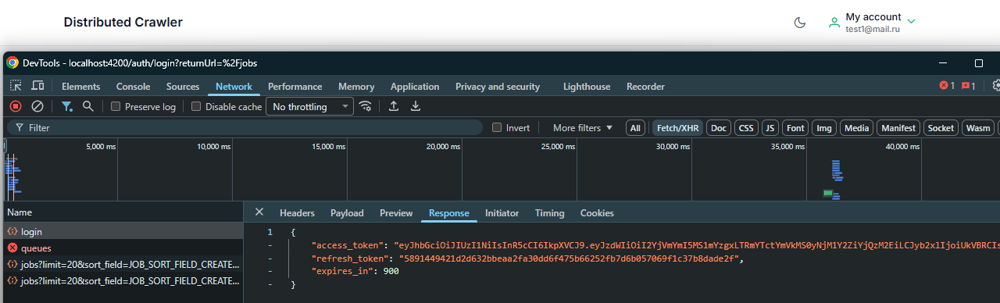 Distributed Crawler
My account
test1@mail.ru
DevTools - localhost:4200/auth/login?returnUrl=%2Fjobs
Elements Console Sources Network Performance Memory Application Privacy and security Lighthouse Recorder 1 1
Preserve log Disable cache No throttling
Filter Invert More filters All Fetch/XHR Doc CSS JS Font Img Media Manifest Socket Wasm
5,000 ms 10,000 ms 15,000 ms 20,000 ms 25,000 ms 30,000 ms 35,000 ms 40,000 ms
Name Headers Payload Preview Response Initiator Timing Cookies
login
queues
jobs?limit=20&sort_field=JOB_SORT_FIELD_CREATE...
jobs?limit=20&sort_field=JOB_SORT_FIELD_CREATE...
1 {
- "access_token": "eyJhbGciOiJIUzI1NiIsInR5cCI6IkpXVCJ9.eyJzdWIiOiI2YjVmYmI5MS1mYzgxLTRmYTctYmVkMS0yNjM1Y2ZiYjQzM2EiLCJyb2xlIjoiUkVBRCIs
- "refresh_token": "5891449421d2d632bbeaa2fa30dd6f475b66252fb7d6b057069f1c37b8dade2f",
- "expires_in": 900
- }